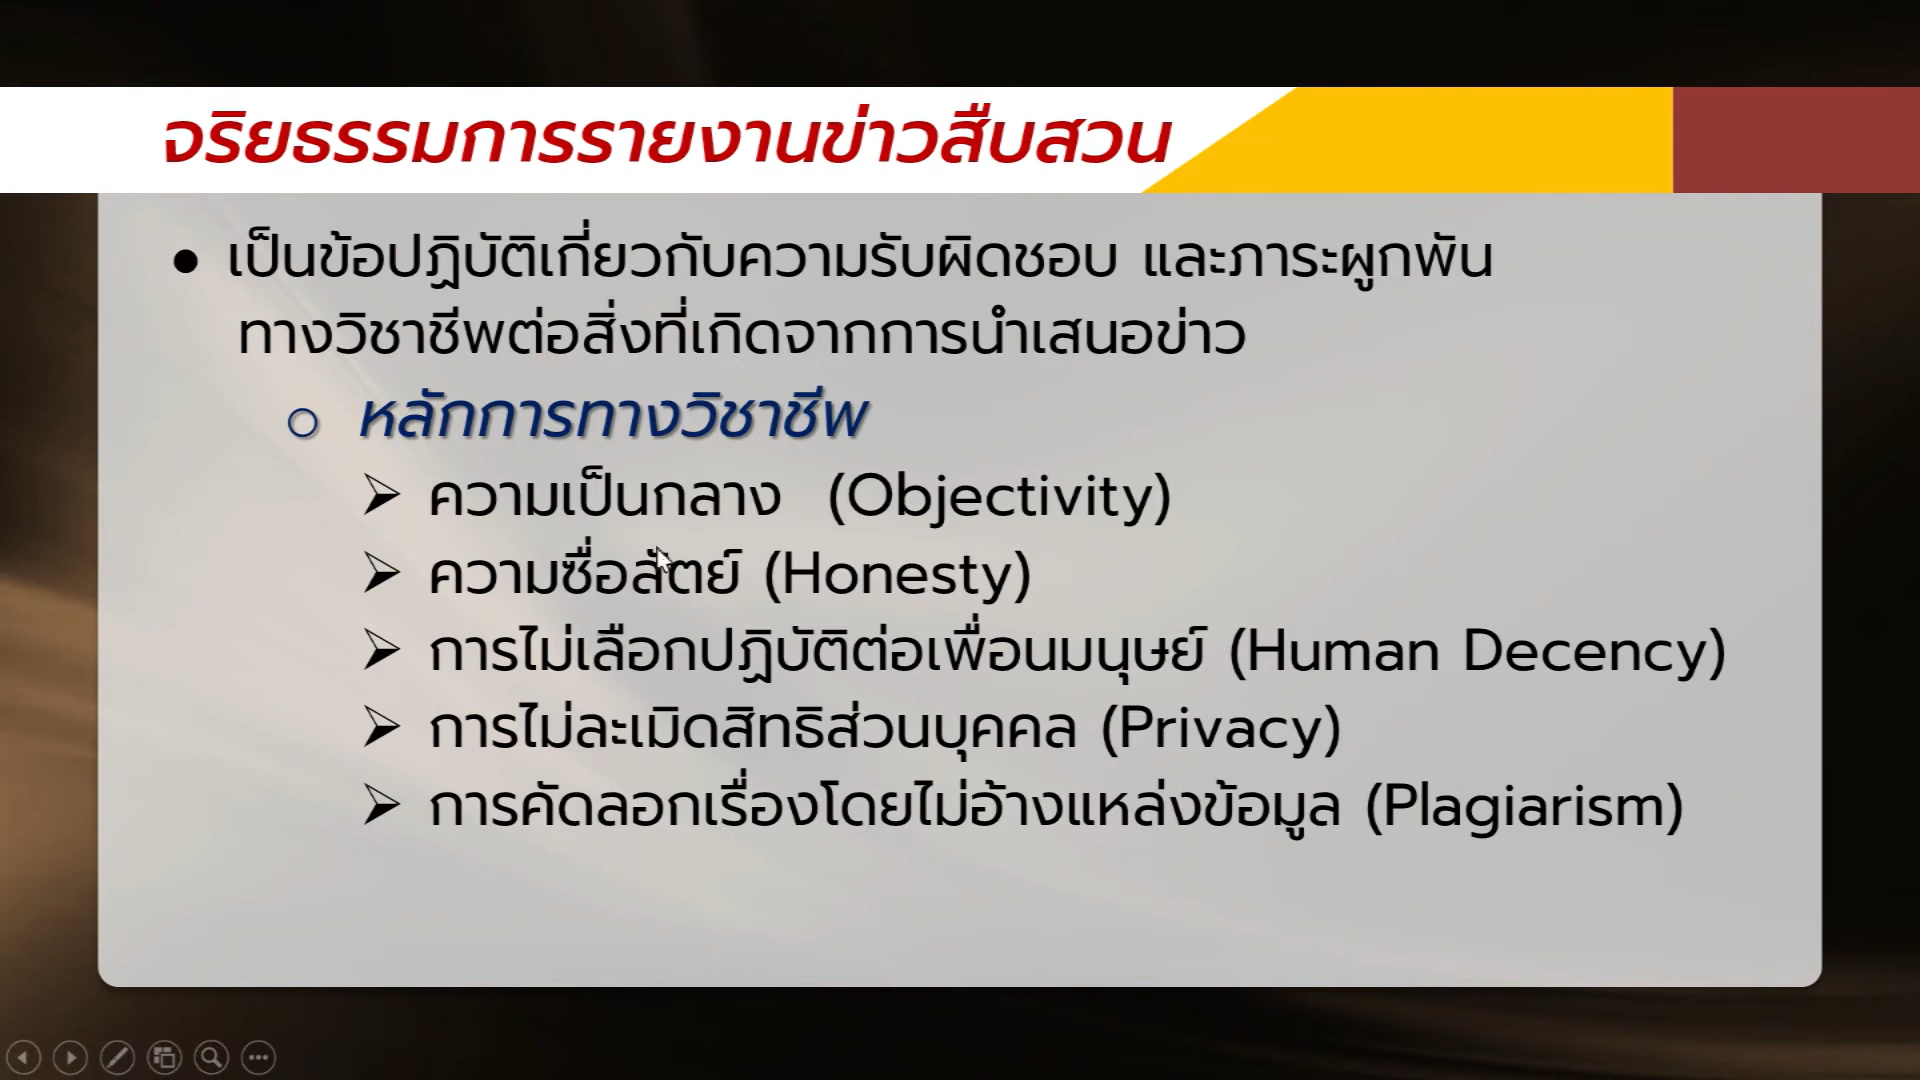 จริยธรรมการรายงานข่าวสืบสวน
● เป็นข้อปฏิบัติเกี่ยวกับความรับผิดชอบ และภาระผูกพัน
ทางวิชาชีพต่อสิ่งที่เกิดจากการนำเสนอข่าว
○ หลักการทางวิชาชีพ
➢ ความเป็นกลาง (Objectivity)
➢ ความซื่อสัตย์ (Honesty)
➢ การไม่เลือกปฏิบัติต่อเพื่อนมนุษย์ (Human Decency)
➢ การไม่ละเมิดสิทธิส่วนบุคคล (Privacy)
➢ การคัดลอกเรื่องโดยไม่อ้างแหล่งข้อมูล (Plagiarism)